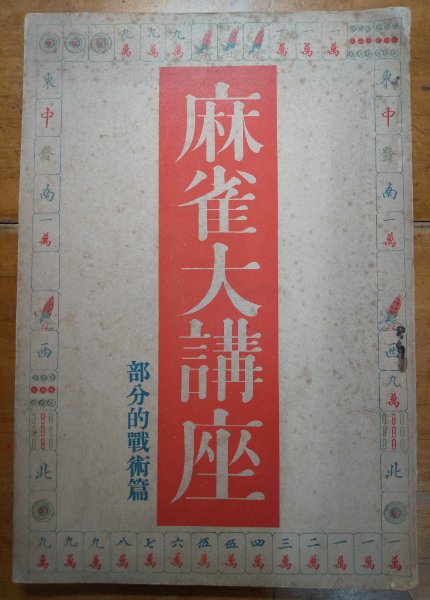 麻雀大講座
部分的戰術篇
九萬 九萬 九萬 萬 一萬 一萬
東 中 發 南 一萬 西 北
東 中 發 南 一萬 西 九萬 北
九萬 九萬 九萬 八萬 七萬 六萬 伍萬 伍萬 四萬 三萬 二萬 一萬 一萬 一萬